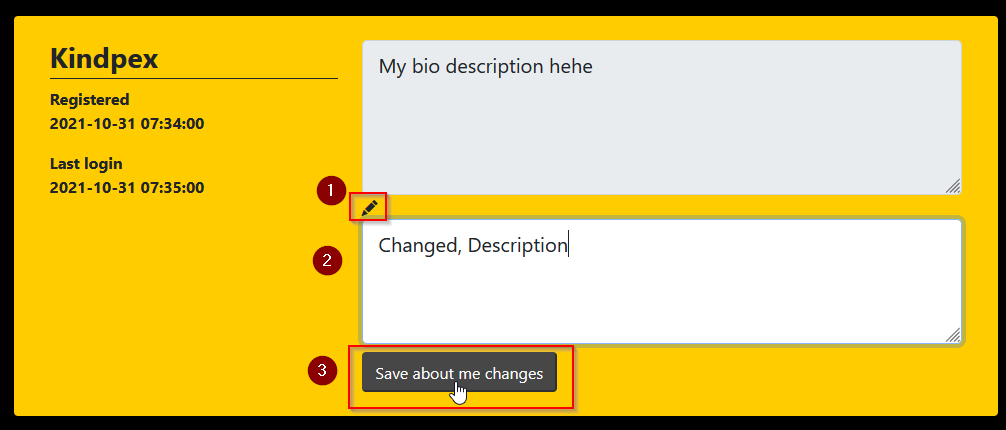 Kindpex
Registered
2021-10-31 07:34:00
Last login
2021-10-31 07:35:00
My bio description hehe
1
2
Changed, Description
3
Save about me changes